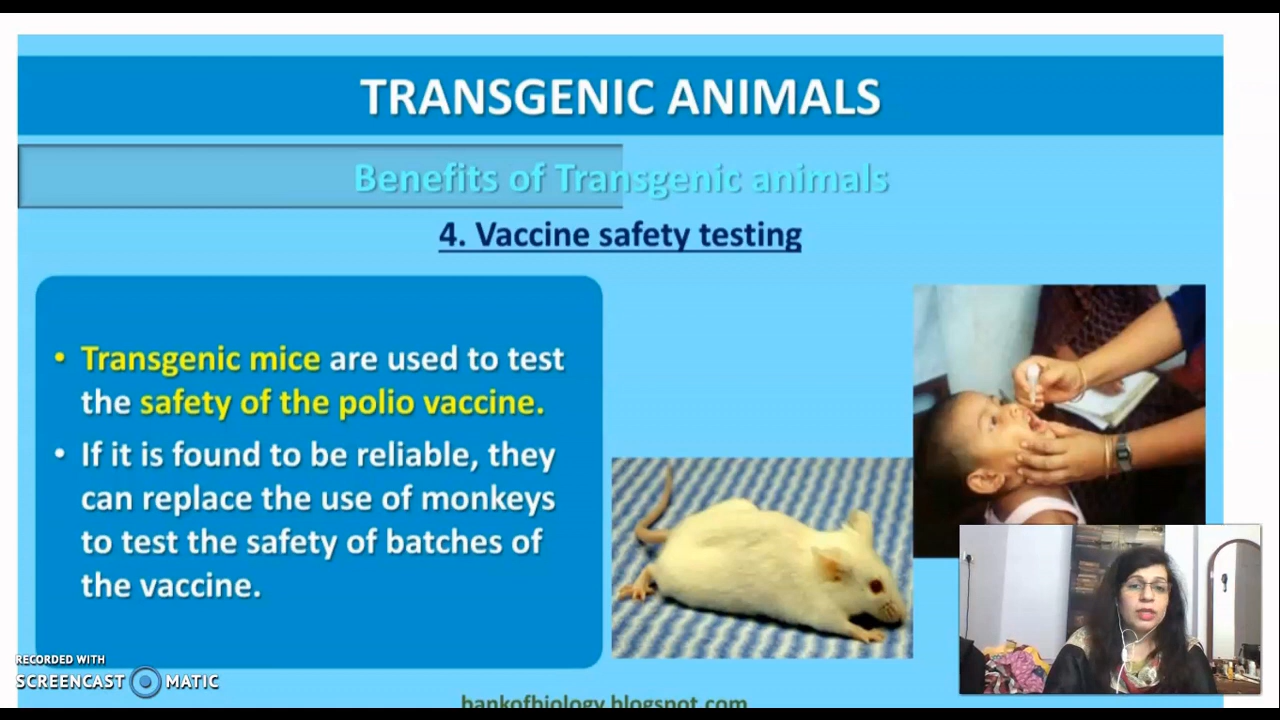 TRANSGENIC ANIMALS
Benefits of Transgenic animals
4. Vaccine safety testing
• Transgenic mice are used to test
the safety of the polio vaccine.
• If it is found to be reliable, they
can replace the use of monkeys
to test the safety of batches of
the vaccine.
RECORDED WITH
SCREENCAST MATIC
bankofbiology.blogspot.com